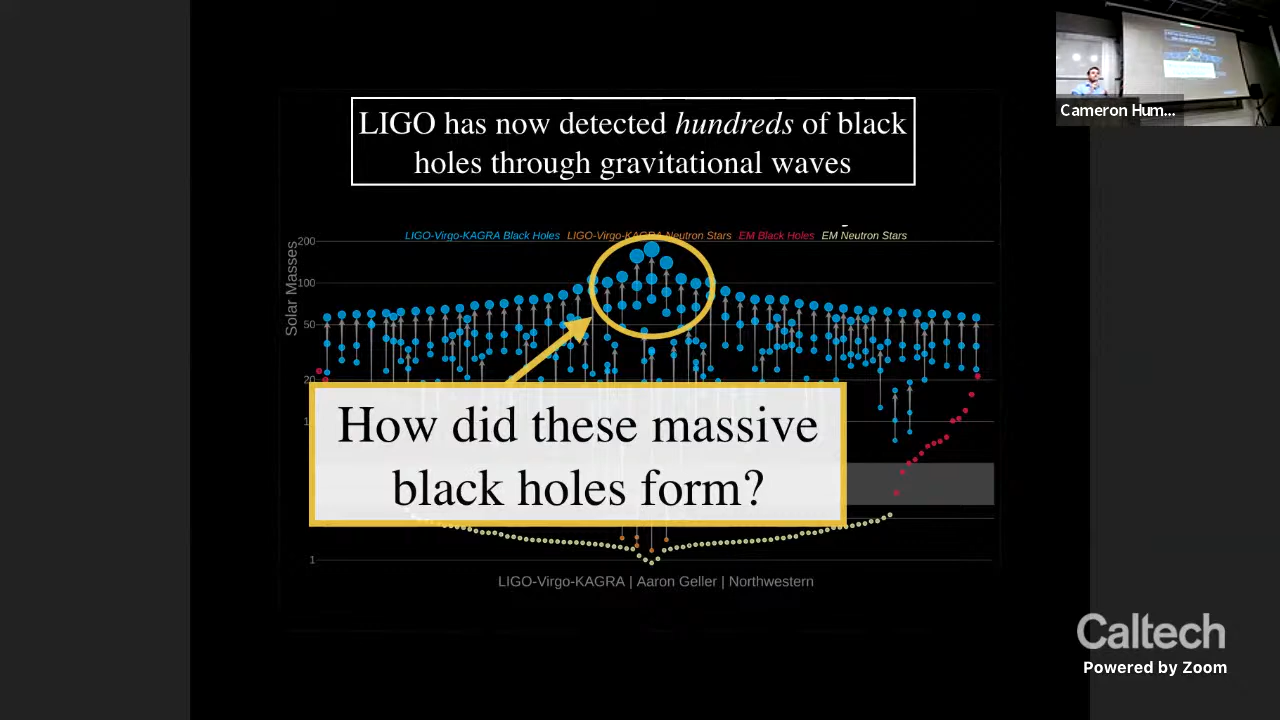 LIGO has now detected hundreds of black
holes through gravitational waves
Cameron Hum...
LIGO-Virgo-KAGRA Black Holes LIGO-Virgo-KAGRA Neutron Stars EM Black Holes EM Neutron Stars
Solar Masses
200
100
50
20
How did these massive
black holes form?
1
LIGO-Virgo-KAGRA | Aaron Geller | Northwestern
Caltech
Powered by Zoom